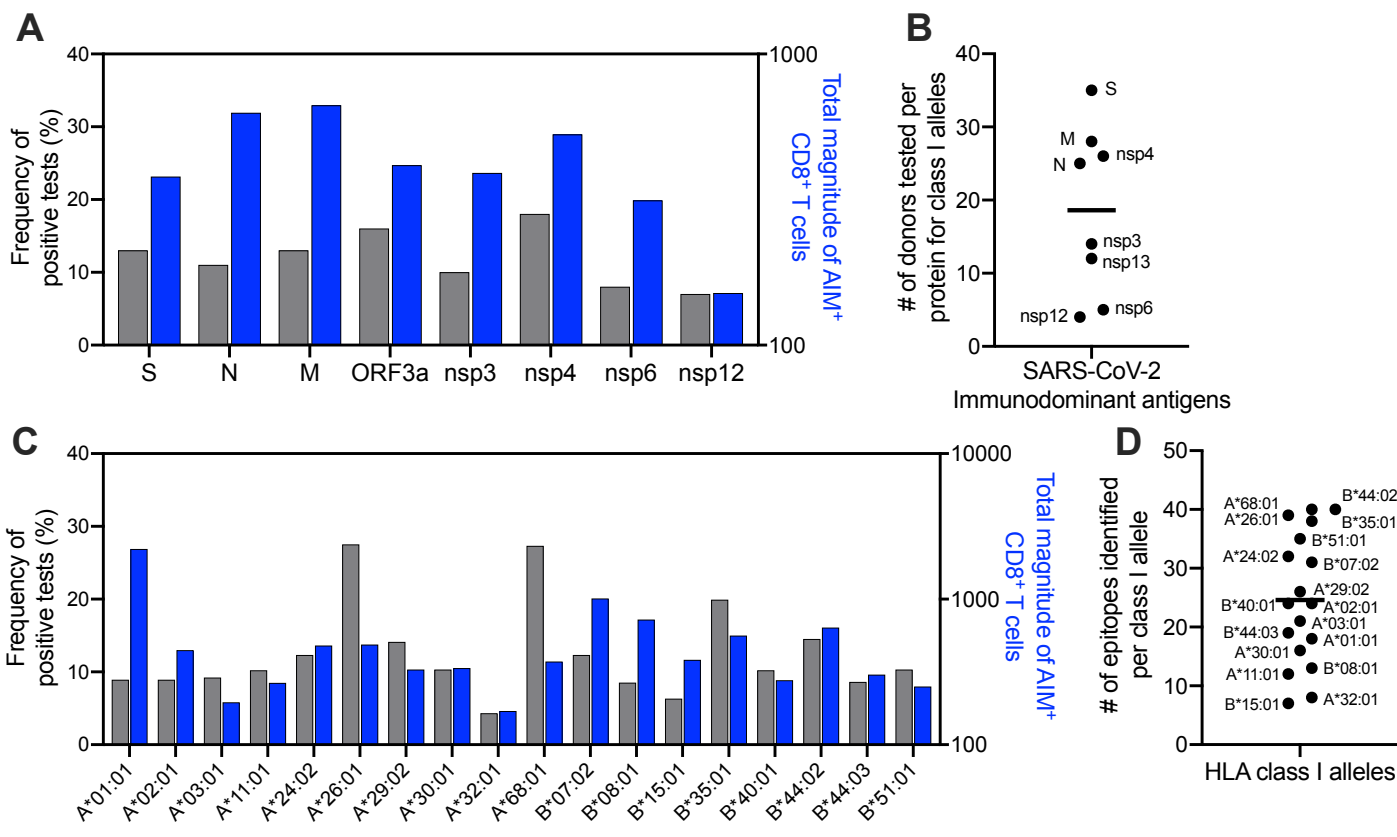 A
40
30
20
10
0
Frequency of
positive tests (%)
1000
100
Total magnitude of AIM⁺
CD8⁺ T cells
S N M ORF3a nsp3 nsp4 nsp6 nsp12
B
40
30
20
10
0
# of donors tested per
protein for class I alleles
S
M
nsp4
N
nsp3
nsp13
nsp6
nsp12
SARS-CoV-2
Immunodominant antigens
C
40
30
20
10
0
Frequency of
positive tests (%)
10000
1000
100
Total magnitude of AIM⁺
CD8⁺ T cells
A*01:01
A*02:01
A*03:01
A*11:01
A*24:02
A*26:01
A*29:02
A*30:01
A*32:01
A*68:01
B*07:02
B*08:01
B*15:01
B*35:01
B*40:01
B*44:02
B*44:03
B*51:01
D
50
40
30
20
10
0
# of epitopes identified
per class I allele
A*68:01
B*44:02
A*26:01
B*35:01
B*51:01
A*24:02
B*07:02
A*29:02
B*40:01
A*02:01
A*03:01
B*44:03
A*01:01
A*30:01
B*08:01
A*11:01
A*32:01
B*15:01
HLA class I alleles